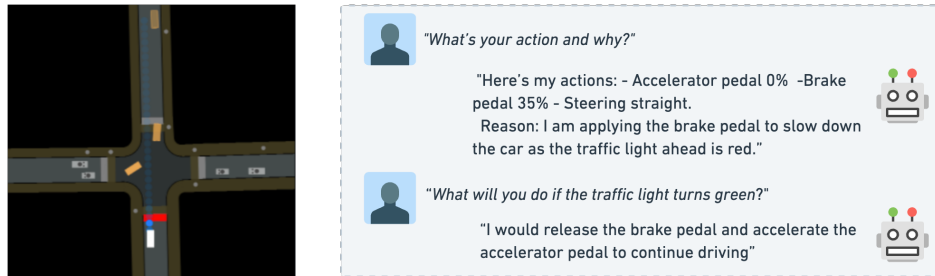 "What's your action and why?"
"Here's my actions: - Accelerator pedal 0%  -Brake
pedal 35% - Steering straight.
Reason: I am applying the brake pedal to slow down
the car as the traffic light ahead is red.”
“What will you do if the traffic light turns green?"
“I would release the brake pedal and accelerate the
accelerator pedal to continue driving”